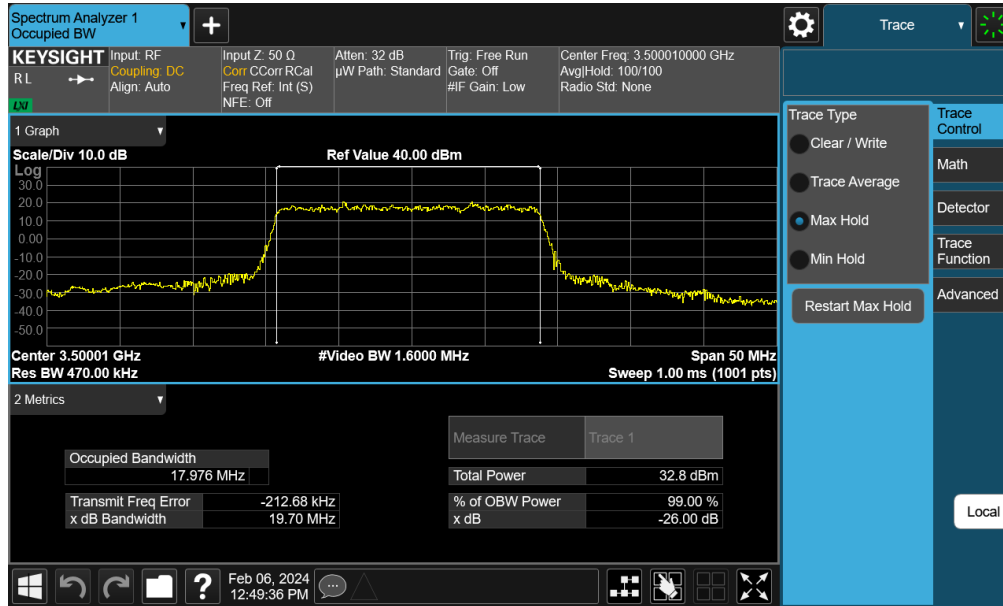 Spectrum Analyzer 1
Occupied BW
+
Trace
KEYSIGHT
R L
LXI
Input: RF
Coupling: DC
Align: Auto
Input Z: 50 Ω
Corr CCorr RCal
Freq Ref: Int (S)
NFE: Off
Atten: 32 dB
µW Path: Standard
Trig: Free Run
Gate: Off
#IF Gain: Low
Center Freq: 3.500010000 GHz
Avg|Hold: 100/100
Radio Std: None
1 Graph
Scale/Div 10.0 dB
Ref Value 40.00 dBm
Log
30.0
20.0
10.0
0.00
-10.0
-20.0
-30.0
-40.0
-50.0
Center 3.50001 GHz
#Video BW 1.6000 MHz
Span 50 MHz
Res BW 470.00 kHz
Sweep 1.00 ms (1001 pts)
2 Metrics
Measure Trace
Trace 1
Occupied Bandwidth
17.976 MHz
Total Power
32.8 dBm
Transmit Freq Error
-212.68 kHz
% of OBW Power
99.00 %
x dB Bandwidth
19.70 MHz
x dB
-26.00 dB
Trace Type
Clear / Write
Trace Average
Max Hold
Min Hold
Restart Max Hold
Trace
Control
Math
Detector
Trace
Function
Advanced
Local
?
Feb 06, 2024
12:49:36 PM